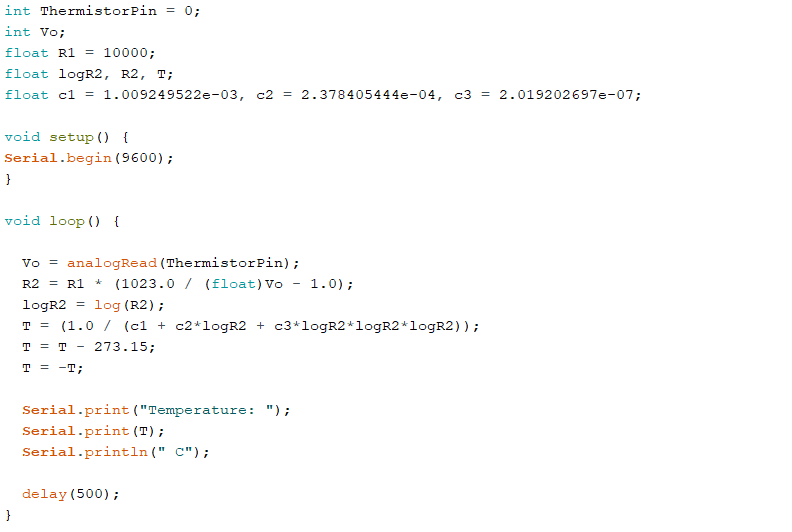 int ThermistorPin = 0;
int Vo;
float R1 = 10000;
float logR2, R2, T;
float c1 = 1.009249522e-03, c2 = 2.378405444e-04, c3 = 2.019202697e-07;

void setup() {
Serial.begin(9600);
}

void loop() {

  Vo = analogRead(ThermistorPin);
  R2 = R1 * (1023.0 / (float)Vo - 1.0);
  logR2 = log(R2);
  T = (1.0 / (c1 + c2*logR2 + c3*logR2*logR2*logR2));
  T = T - 273.15;
  T = -T;

  Serial.print("Temperature: ");
  Serial.print(T);
  Serial.println(" C");

  delay(500);
}